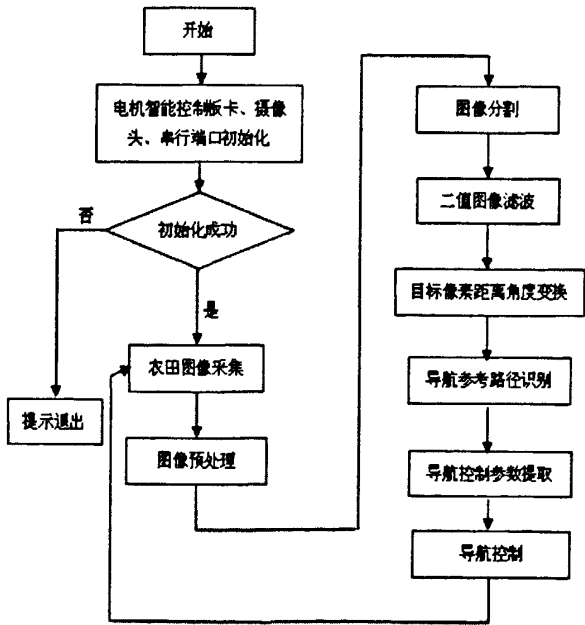 开始
电机智能控制板卡、摄像
头、串行端口初始化
初始化成功
否
是
提示退出
农田图像采集
图像预处理
图像分割
二值图像滤波
目标像素距离角度变换
导航参考路径识别
导航控制参数提取
导航控制